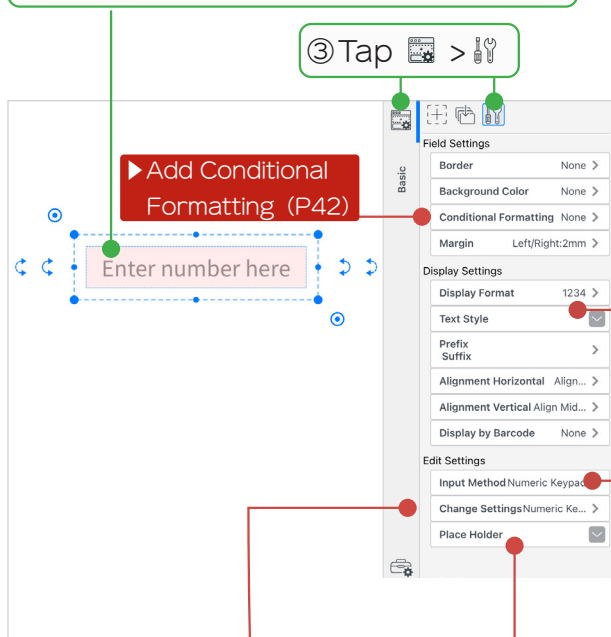 ③Tap >
Field Settings
Border None >
Basic
▶Add Conditional
Formatting (P42)
Background Color None >
Conditional Formatting None >
Margin Left/Right:2mm >
Enter number here
Display Settings
Display Format 1234 >
Text Style
Prefix
Suffix >
Alignment Horizontal Align... >
Alignment Vertical Align Mid... >
Display by Barcode None >
Edit Settings
Input Method Numeric Keypad
Change Settings Numeric Ke... >
Place Holder